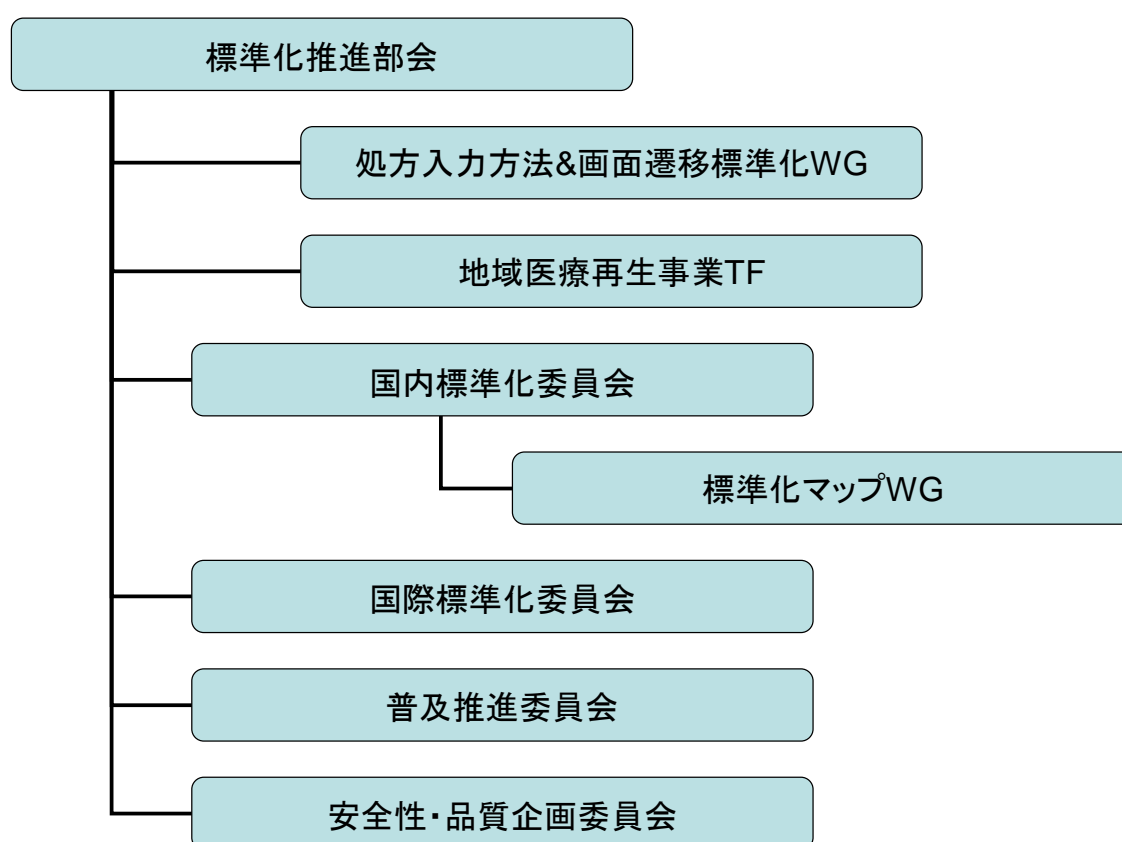 標準化推進部会
処方入力方法&画面遷移標準化WG
地域医療再生事業TF
国内標準化委員会
標準化マップWG
国際標準化委員会
普及推進委員会
安全性・品質企画委員会